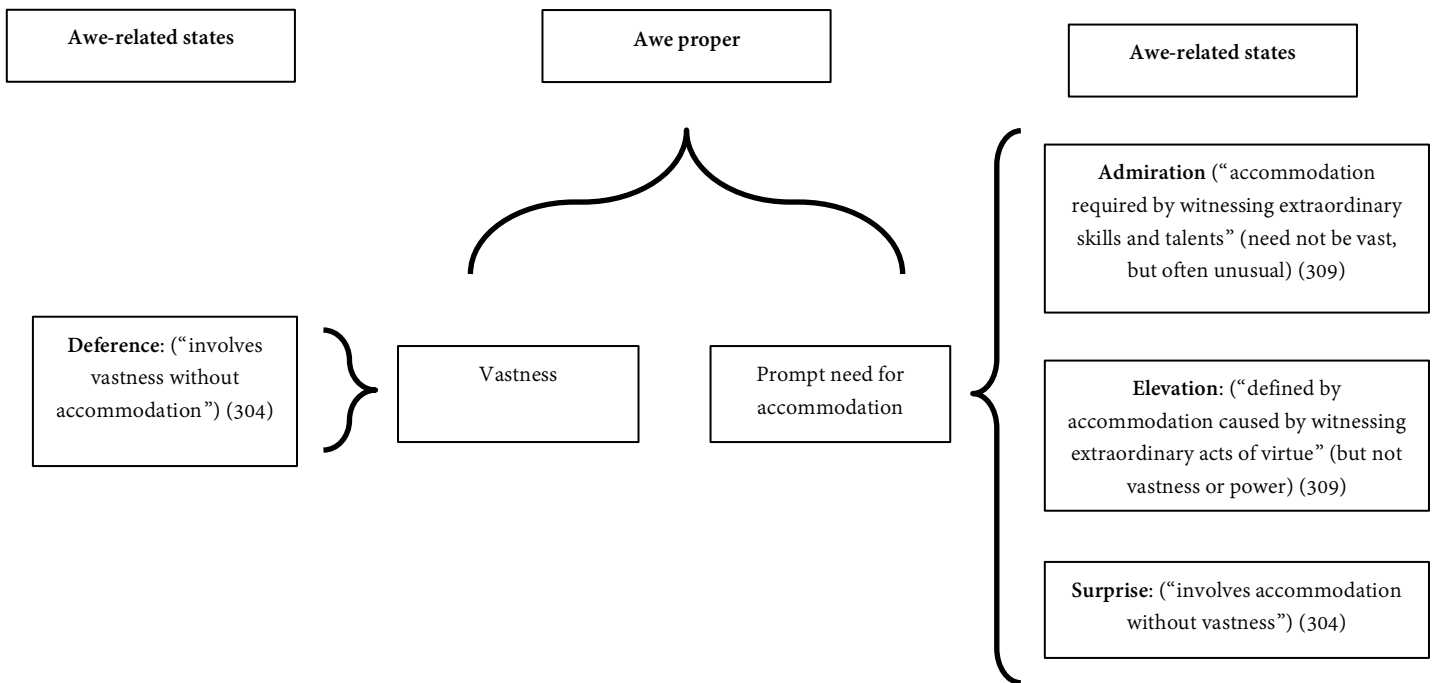 Awe-related states
Awe proper
Awe-related states
Deference: (“involves
vastness without
accommodation”) (304)
Vastness
Prompt need for
accommodation
Admiration (“accommodation
required by witnessing extraordinary
skills and talents” (need not be vast,
but often unusual) (309)
Elevation: (“defined by
accommodation caused by witnessing
extraordinary acts of virtue” (but not
vastness or power) (309)
Surprise: (“involves accommodation
without vastness”) (304)